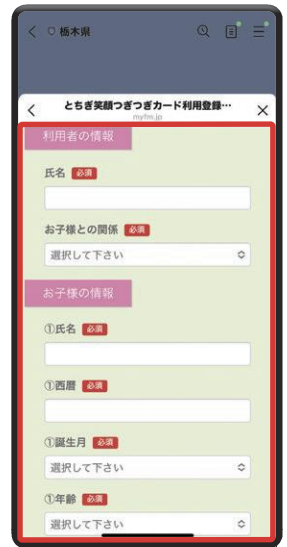 栃木県
とちぎ笑顔つぎつぎカード利用登録…
myfm.jp
利用者の情報
氏名 必須
お子様との関係 必須
選択して下さい
お子様の情報
①氏名 必須
①西暦 必須
①誕生月 必須
選択して下さい
①年齢 必須
選択して下さい